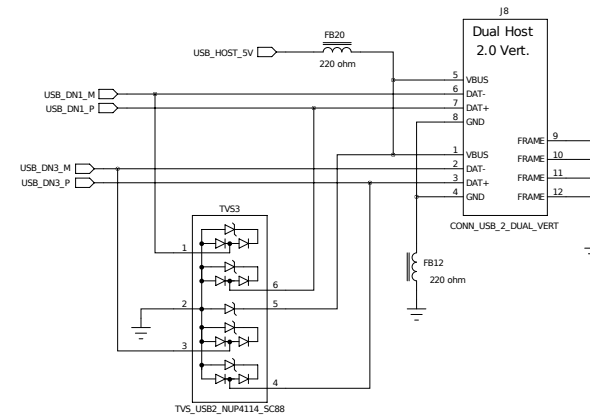 J8
Dual Host
2.0 Vert.
FB20
USB_HOST_5V
220 ohm
5 VBUS
USB_DN1_M
6 DAT-
USB_DN1_P
7 DAT+
8 GND
FRAME 9
1 VBUS
FRAME 10
USB_DN3_M
2 DAT-
FRAME 11
USB_DN3_P
3 DAT+
4 GND
FRAME 12
TVS3
CONN_USB_2_DUAL_VERT
1
FB12
220 ohm
6
2
5
3
4
TVS_USB2_NUP4114_SC88